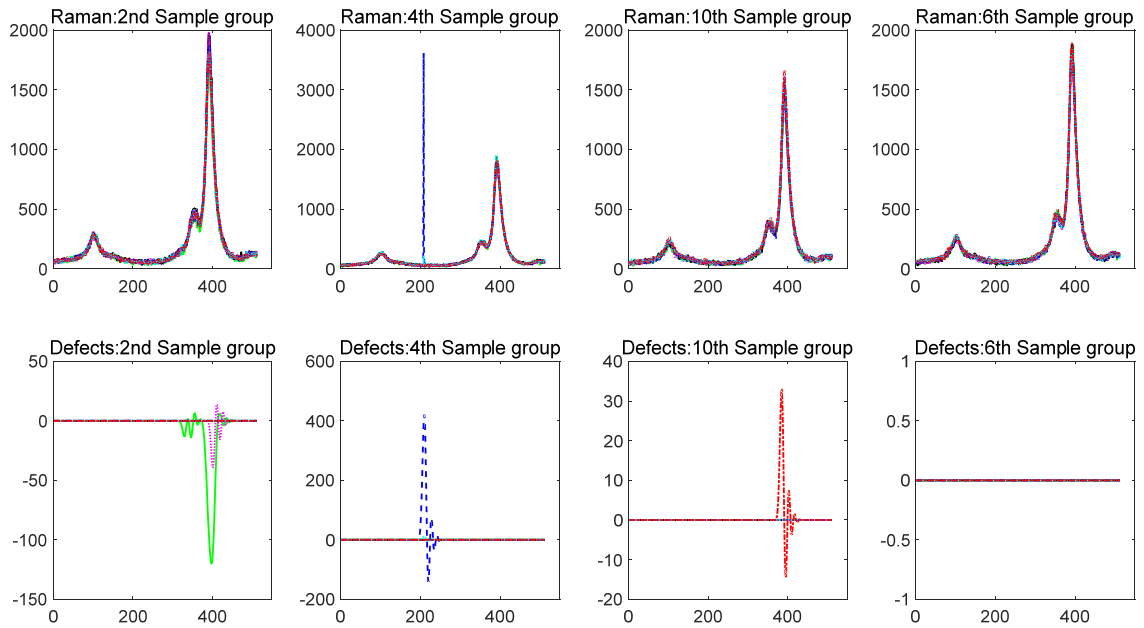 Raman:2nd Sample group
2000
1500
1000
500
0
0 200 400
Raman:4th Sample group
4000
3000
2000
1000
0
0 200 400
Raman:10th Sample group
2000
1500
1000
500
0
0 200 400
Raman:6th Sample group
2000
1500
1000
500
0
0 200 400
Defects:2nd Sample group
50
0
-50
-100
-150
0 200 400
Defects:4th Sample group
600
400
200
0
-200
0 200 400
Defects:10th Sample group
40
30
20
10
0
-10
-20
0 200 400
Defects:6th Sample group
1
0.5
0
-0.5
-1
0 200 400